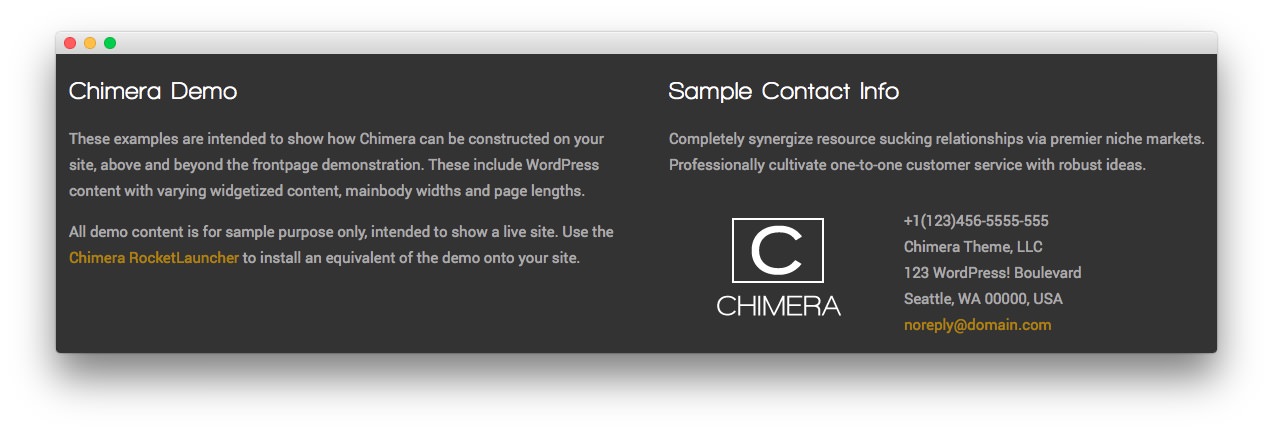 Chimera Demo
These examples are intended to show how Chimera can be constructed on your
site, above and beyond the frontpage demonstration. These include WordPress
content with varying widgetized content, mainbody widths and page lengths.
All demo content is for sample purpose only, intended to show a live site. Use the
Chimera RocketLauncher to install an equivalent of the demo onto your site.
Sample Contact Info
Completely synergize resource sucking relationships via premier niche markets.
Professionally cultivate one-to-one customer service with robust ideas.
C
CHIMERA
+1(123)456-5555-555
Chimera Theme, LLC
123 WordPress! Boulevard
Seattle, WA 00000, USA
noreply@domain.com